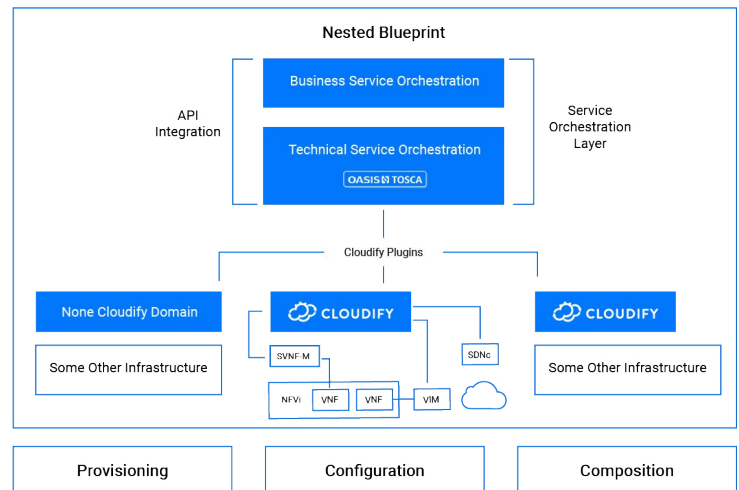 Nested Blueprint
Business Service Orchestration
API
Integration
Service
Orchestration
Layer
Technical Service Orchestration
OASIS TOSCA
Cloudify Plugins
None Cloudify Domain
CLOUDIFY
CLOUDIFY
Some Other Infrastructure
SVNF-M
SDNc
Some Other Infrastructure
NFVi
VNF
VNF
VIM
Provisioning
Configuration
Composition